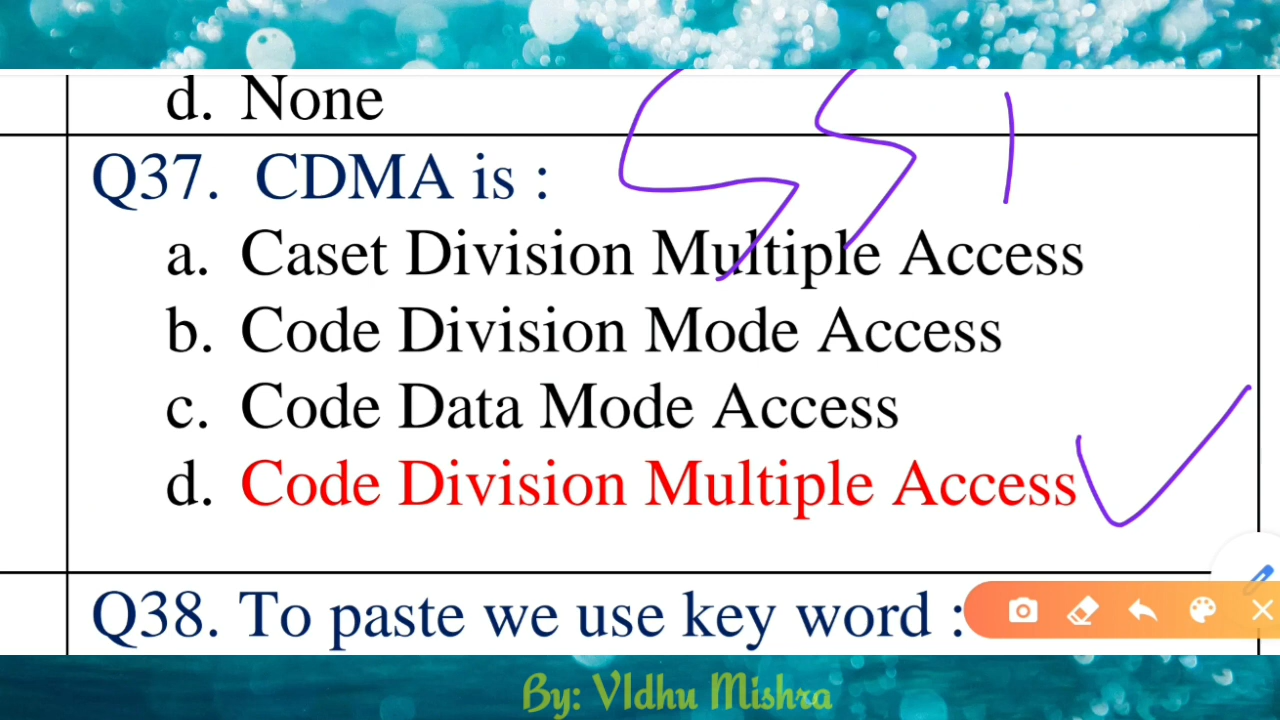 d. None
Q37. CDMA is :
a. Caset Division Multiple Access
b. Code Division Mode Access
c. Code Data Mode Access
d. Code Division Multiple Access
Q38. To paste we use key word :
By: VIdhu Mishra